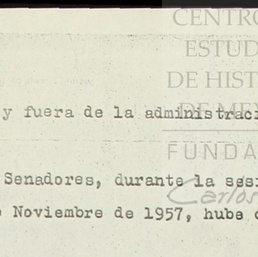 CENTRO
ESTUD
DE HIST
DE ME
y fuera de la administraci
FUNDA
Senadores, durante la sesi
Carlos
Noviembre de 1957, hube